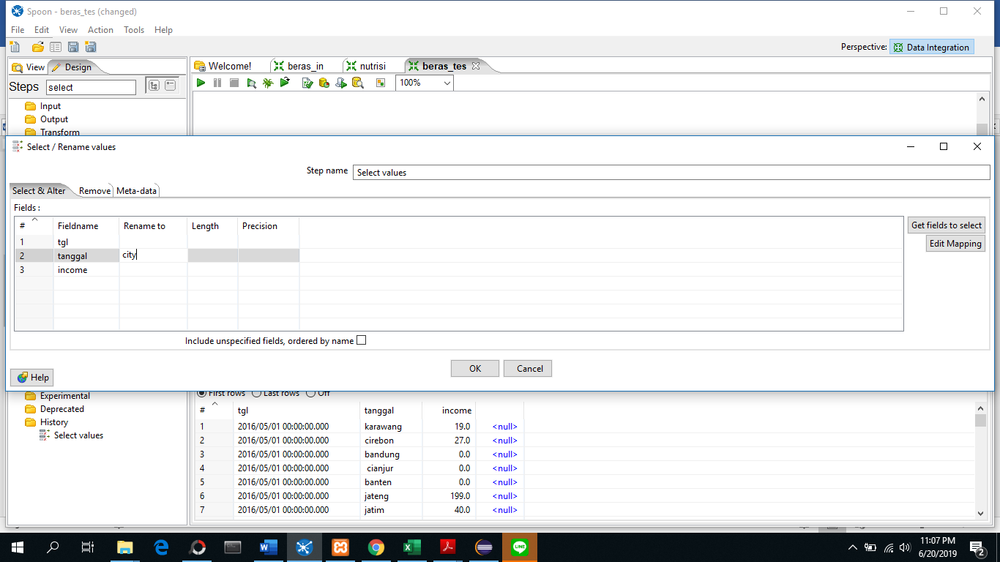 Spoon - beras_tes (changed)
File Edit View Action Tools Help
Perspective: Data Integration
View Design
Welcome! beras_in nutrisi beras_tes
Steps select
100%
Input
Output
Transform
Select / Rename values
Step name Select values
Select & Alter Remove Meta-data
Fields :
# Fieldname Rename to Length Precision
1 tgl
2 tanggal city
3 income
Get fields to select
Edit Mapping
Include unspecified fields, ordered by name
OK Cancel
Help
Experimental
Deprecated
History
Select values
First rows Last rows Off
# tgl tanggal income
1 2016/05/01 00:00:00.000 karawang 19.0 <null>
2 2016/05/01 00:00:00.000 cirebon 27.0 <null>
3 2016/05/01 00:00:00.000 bandung 0.0 <null>
4 2016/05/01 00:00:00.000 cianjur 0.0 <null>
5 2016/05/01 00:00:00.000 banten 0.0 <null>
6 2016/05/01 00:00:00.000 jateng 199.0 <null>
7 2016/05/01 00:00:00.000 jatim 40.0 <null>
LINE
11:07 PM
6/20/2019
2